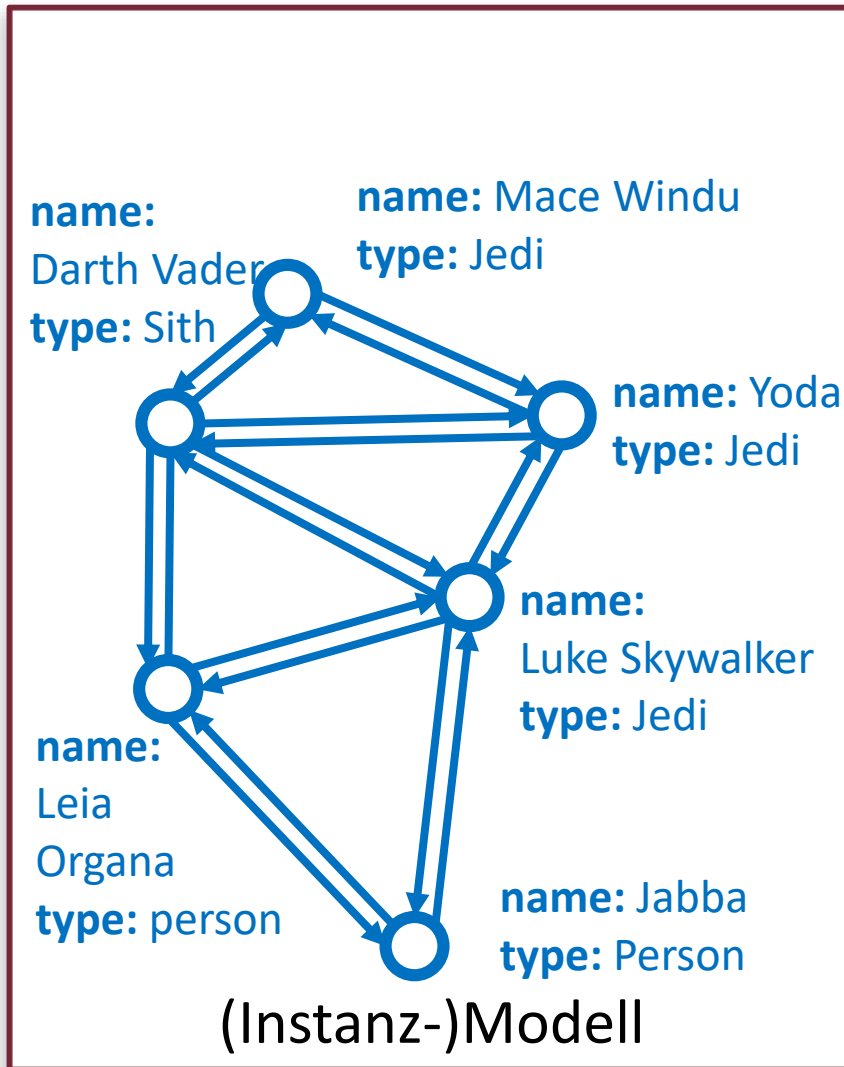 name:
Darth Vader
type: Sith
name: Mace Windu
type: Jedi
name: Yoda
type: Jedi
name:
Luke Skywalker
type: Jedi
name:
Leia
Organa
type: person
name: Jabba
type: Person
(Instanz-)Modell